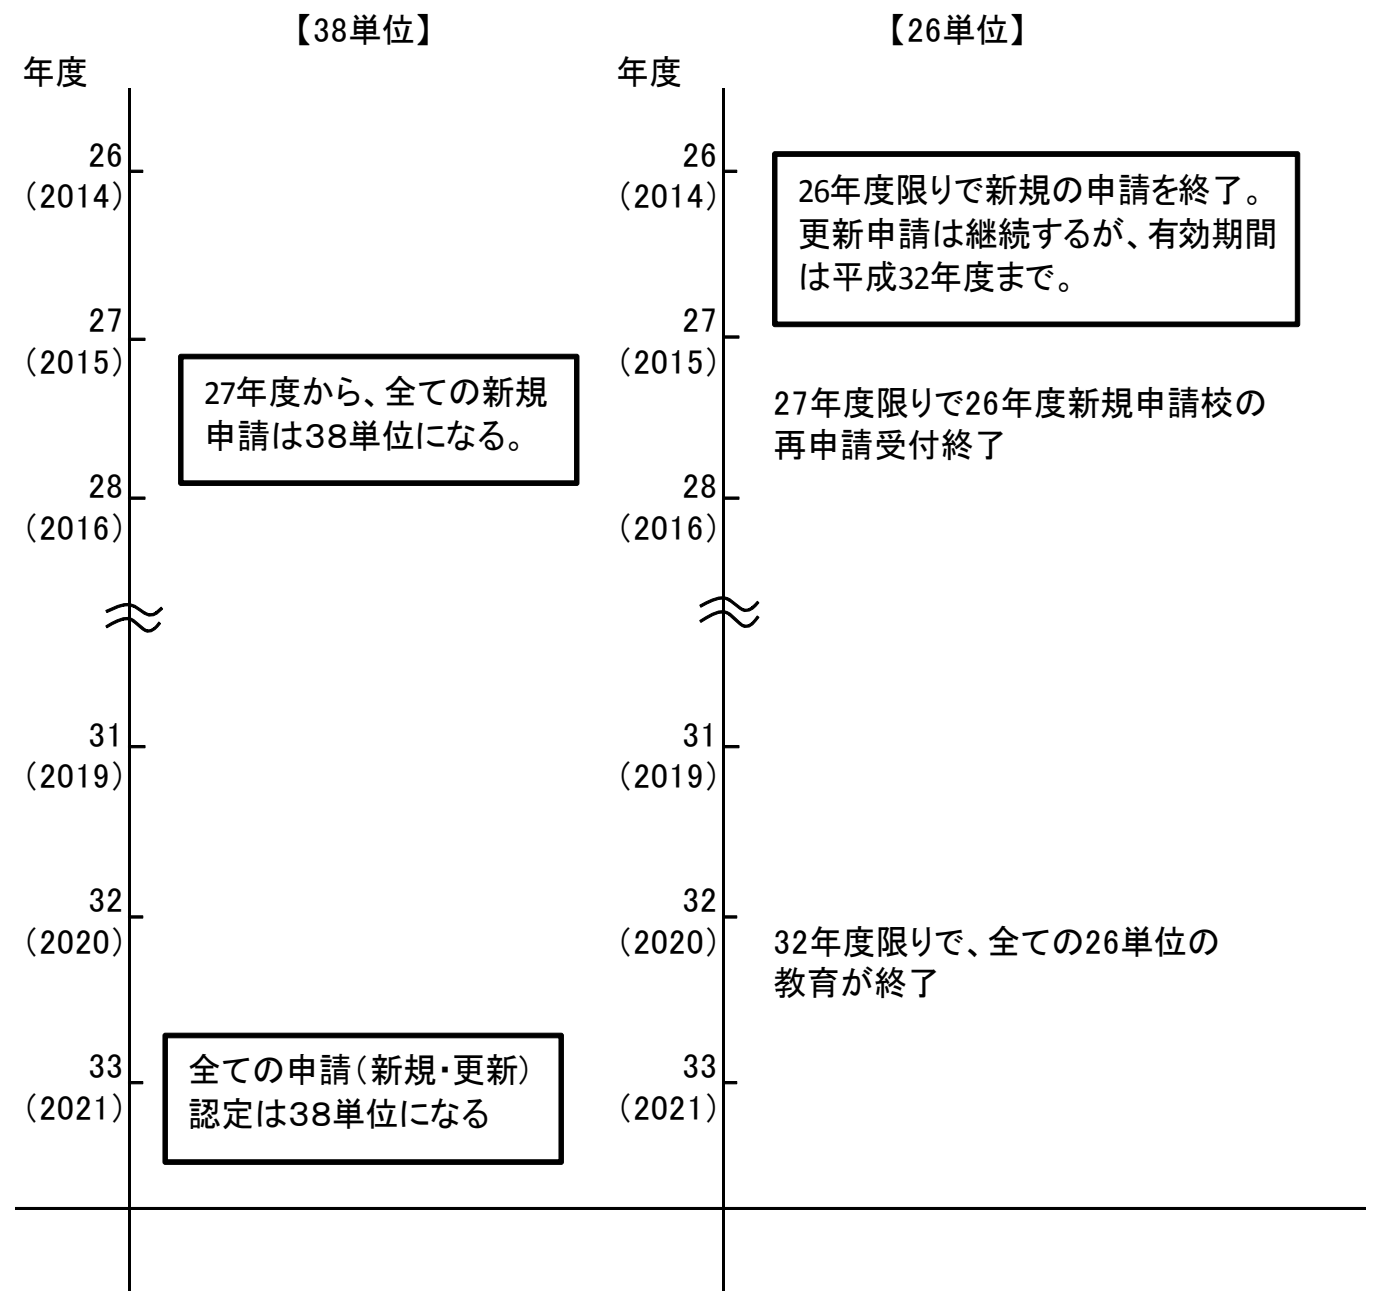 【38単位】
年度
26
（2014）
27
（2015）
27年度から、全ての新規
申請は３８単位になる。
28
（2016）
31
（2019）
32
（2020）
33
（2021）
全ての申請（新規・更新）
認定は３８単位になる
【26単位】
年度
26
（2014）
26年度限りで新規の申請を終了。
更新申請は継続するが、有効期間
は平成32年度まで。
27
（2015）
27年度限りで26年度新規申請校の
再申請受付終了
28
（2016）
31
（2019）
32
（2020）
32年度限りで、全ての26単位の
教育が終了
33
（2021）